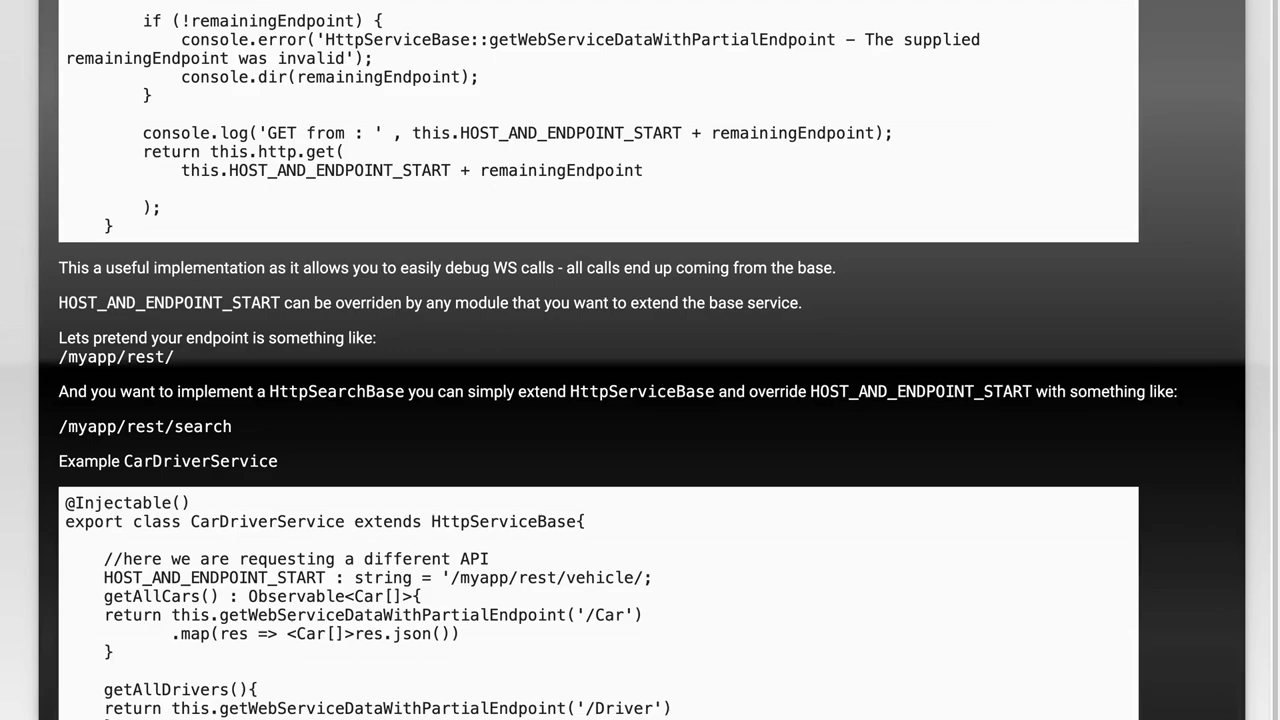 if (!remainingEndpoint) {
console.error('HttpServiceBase::getWebServiceDataWithPartialEndpoint – The supplied
remainingEndpoint was invalid');
console.dir(remainingEndpoint);
}
console.log('GET from : ' , this.HOST_AND_ENDPOINT_START + remainingEndpoint);
return this.http.get(
this.HOST_AND_ENDPOINT_START + remainingEndpoint
);
}
This a useful implementation as it allows you to easily debug WS calls - all calls end up coming from the base.
HOST_AND_ENDPOINT_START can be overriden by any module that you want to extend the base service.
Lets pretend your endpoint is something like:
/myapp/rest/
And you want to implement a HttpSearchBase you can simply extend HttpServiceBase and override HOST_AND_ENDPOINT_START with something like:
/myapp/rest/search
Example CarDriverService
@Injectable()
export class CarDriverService extends HttpServiceBase{
//here we are requesting a different API
HOST_AND_ENDPOINT_START : string = '/myapp/rest/vehicle/;
getAllCars() : Observable<Car[]>{
return this.getWebServiceDataWithPartialEndpoint('/Car')
.map(res => <Car[]>res.json())
}
getAllDrivers(){
return this.getWebServiceDataWithPartialEndpoint('/Driver')